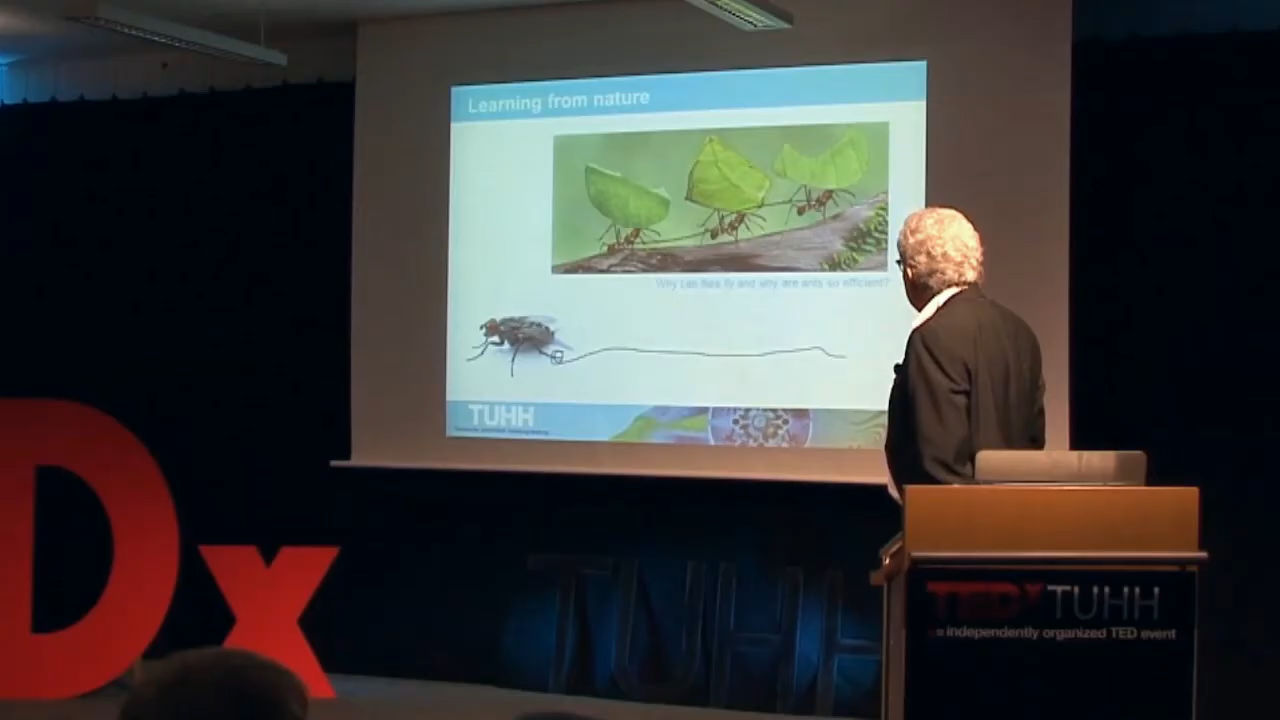 Learning from nature
Why can flies fly and why are ants so efficient?
TUHH
Dx
TUHH
TEDxTUHH
independently organized TED event